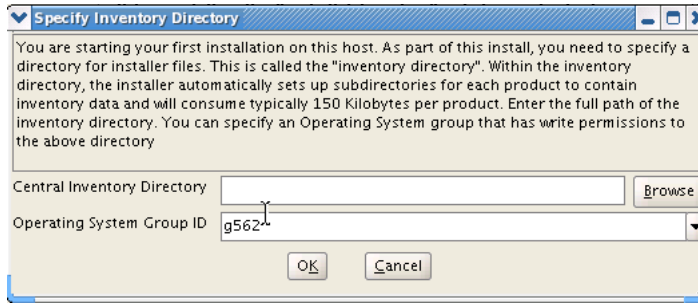 Specify Inventory Directory
You are starting your first installation on this host. As part of this install, you need to specify a
directory for installer files. This is called the "inventory directory". Within the inventory
directory, the installer automatically sets up subdirectories for each product to contain
inventory data and will consume typically 150 Kilobytes per product. Enter the full path of the
inventory directory. You can specify an Operating System group that has write permissions to
the above directory
Central Inventory Directory
Browse
Operating System Group ID
g562
OK
Cancel